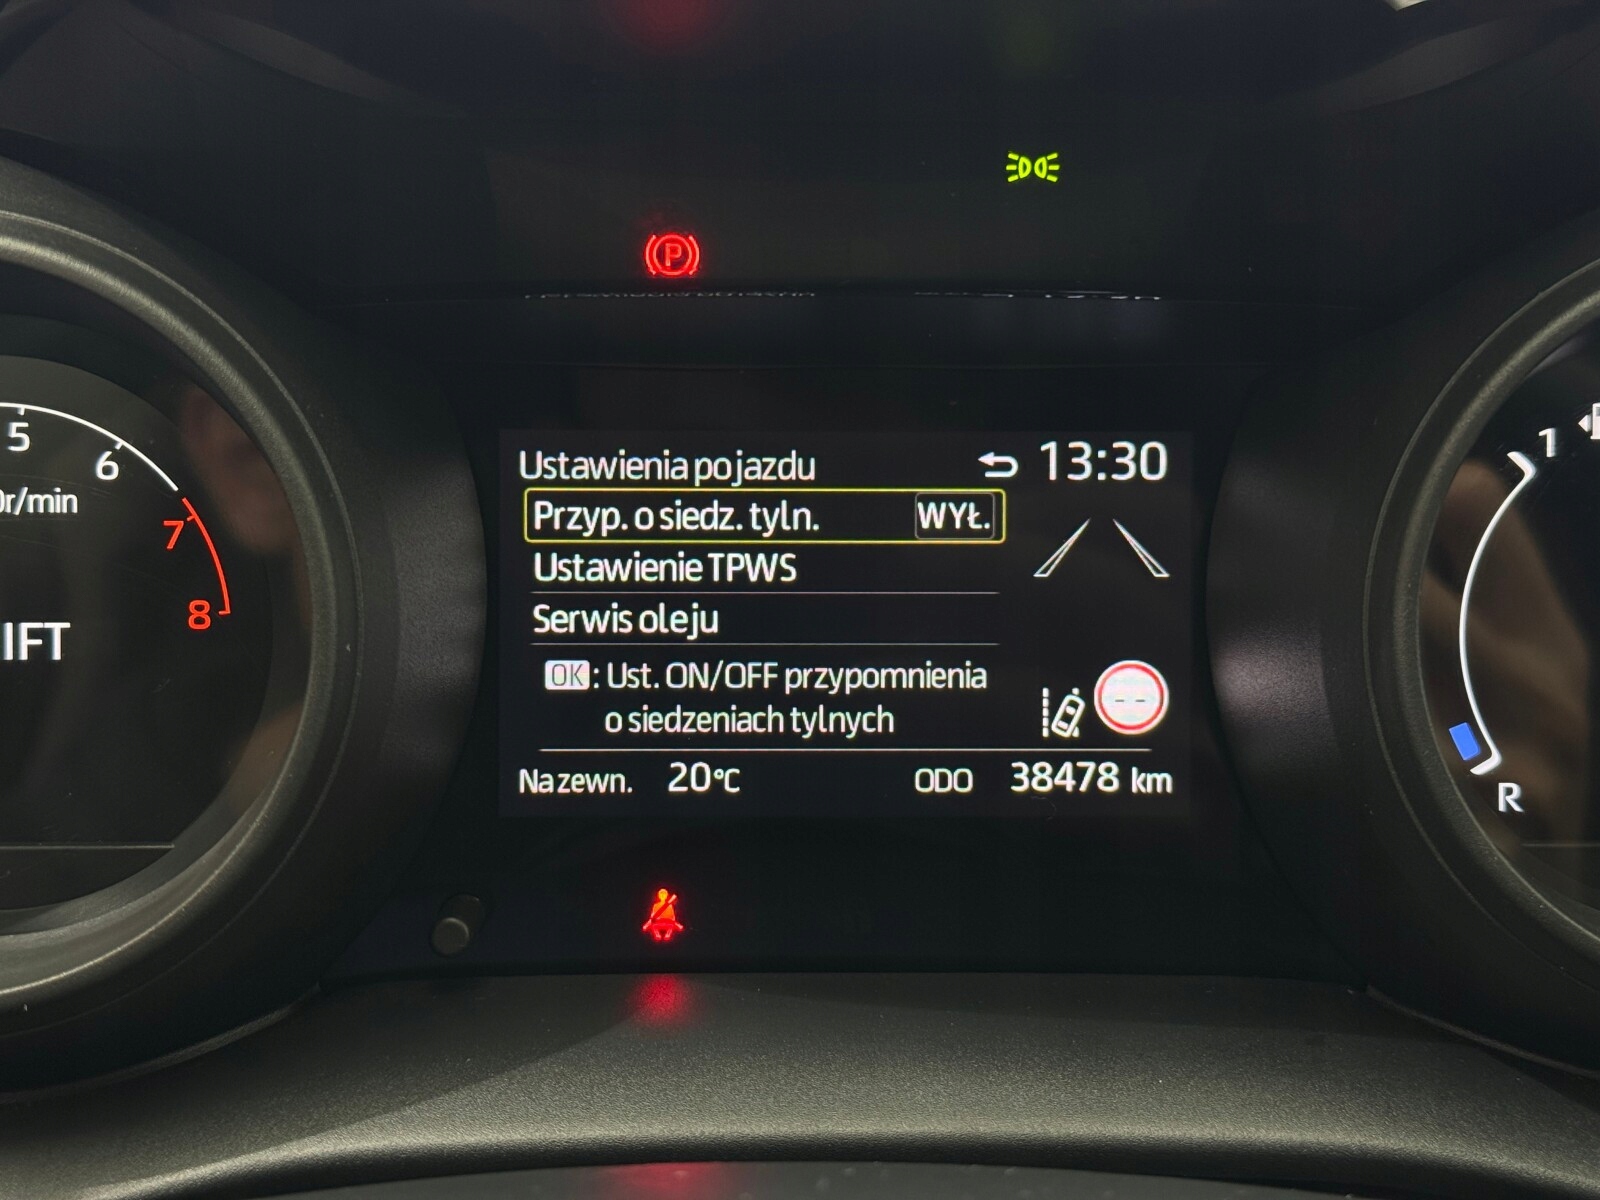 P
5
6
r/min
7
8
IFT
Ustawienia pojazdu 13:30
Przyp. o siedz. tyln. WYŁ.
Ustawienie TPWS
Serwis oleju
OK: Ust. ON/OFF przypomnienia
o siedzeniach tylnych
--
Na zewn. 20°C ODO 38478 km
1
R